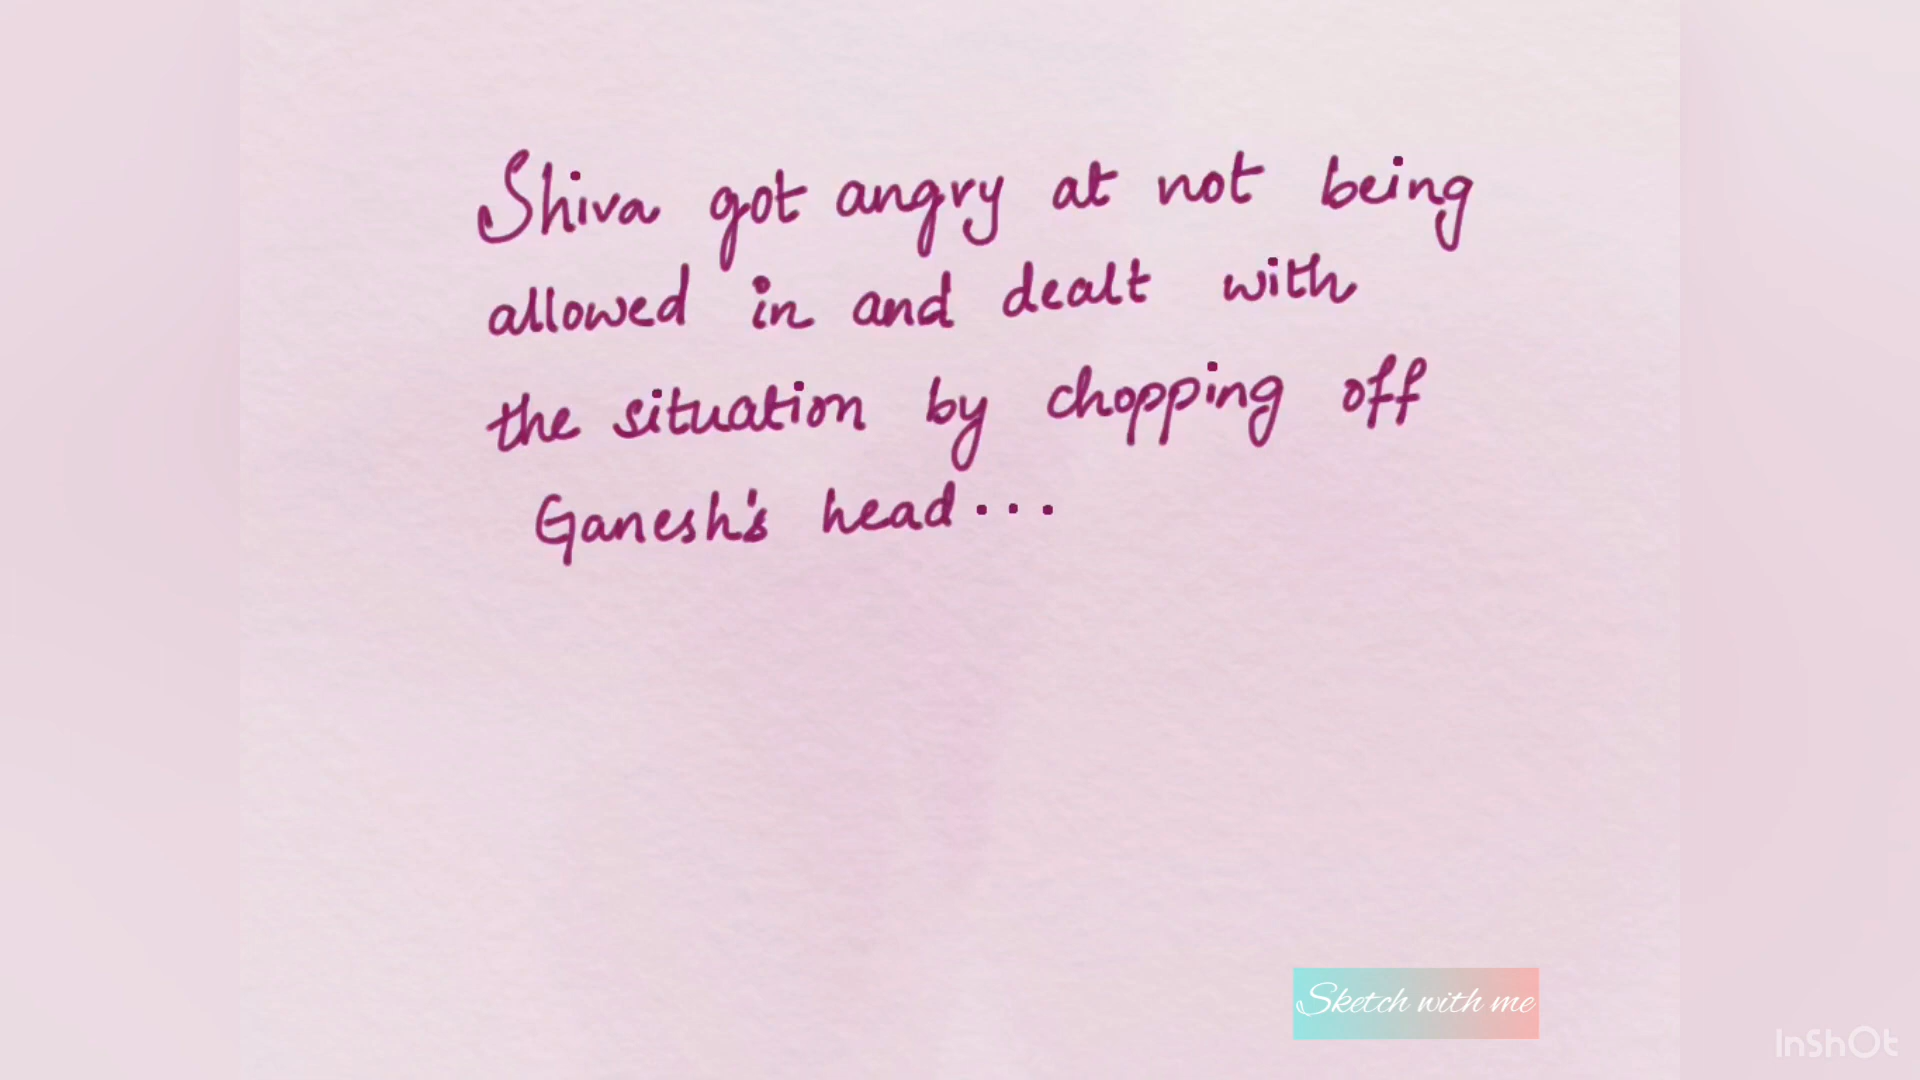 Shiva got angry at not being
allowed in and dealt with
the situation by chopping off
Ganesh's head...
Sketch with me
InShOt